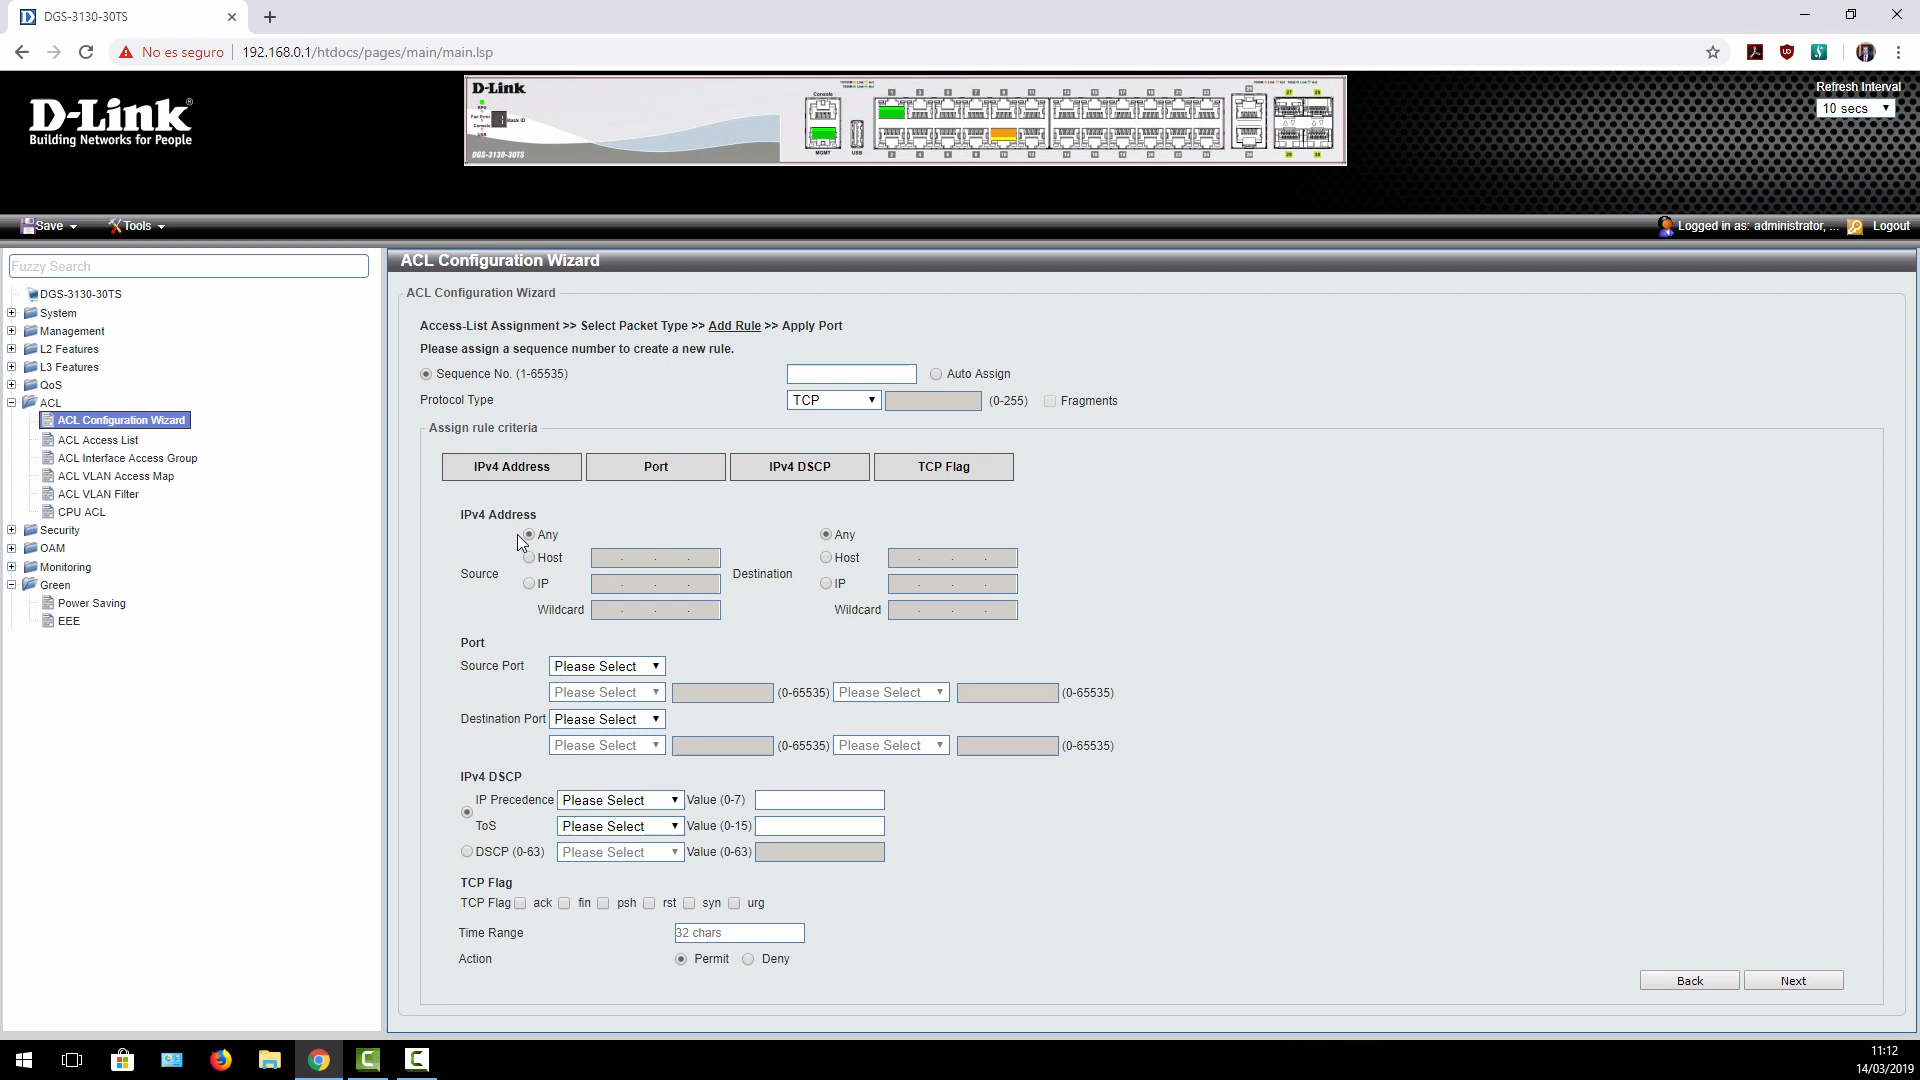 DGS-3130-30TS
No es seguro
192.168.0.1/htdocs/pages/main/main.lsp
D-Link
Building Networks for People
D-Link
Console
MGMT
USB
DGS-3130-30TS
Refresh Interval
10 secs
Save
Tools
Logged in as: administrator, ...
Logout
Fuzzy Search
DGS-3130-30TS
System
Management
L2 Features
L3 Features
QoS
ACL
ACL Configuration Wizard
ACL Access List
ACL Interface Access Group
ACL VLAN Access Map
ACL VLAN Filter
CPU ACL
Security
OAM
Monitoring
Green
Power Saving
EEE
ACL Configuration Wizard
ACL Configuration Wizard
Access-List Assignment >> Select Packet Type >> Add Rule >> Apply Port
Please assign a sequence number to create a new rule.
Sequence No. (1-65535) Auto Assign
Protocol Type TCP (0-255) Fragments
Assign rule criteria
IPv4 Address Port IPv4 DSCP TCP Flag
IPv4 Address
Any Any
Host Host
Source Destination
IP IP
Wildcard Wildcard
Port
Source Port Please Select
Please Select (0-65535) Please Select (0-65535)
Destination Port Please Select
Please Select (0-65535) Please Select (0-65535)
IPv4 DSCP
IP Precedence Please Select Value (0-7)
ToS Please Select Value (0-15)
DSCP (0-63) Please Select Value (0-63)
TCP Flag
TCP Flag ack fin psh rst syn urg
Time Range 32 chars
Action Permit Deny
Back Next
11:12
14/03/2019